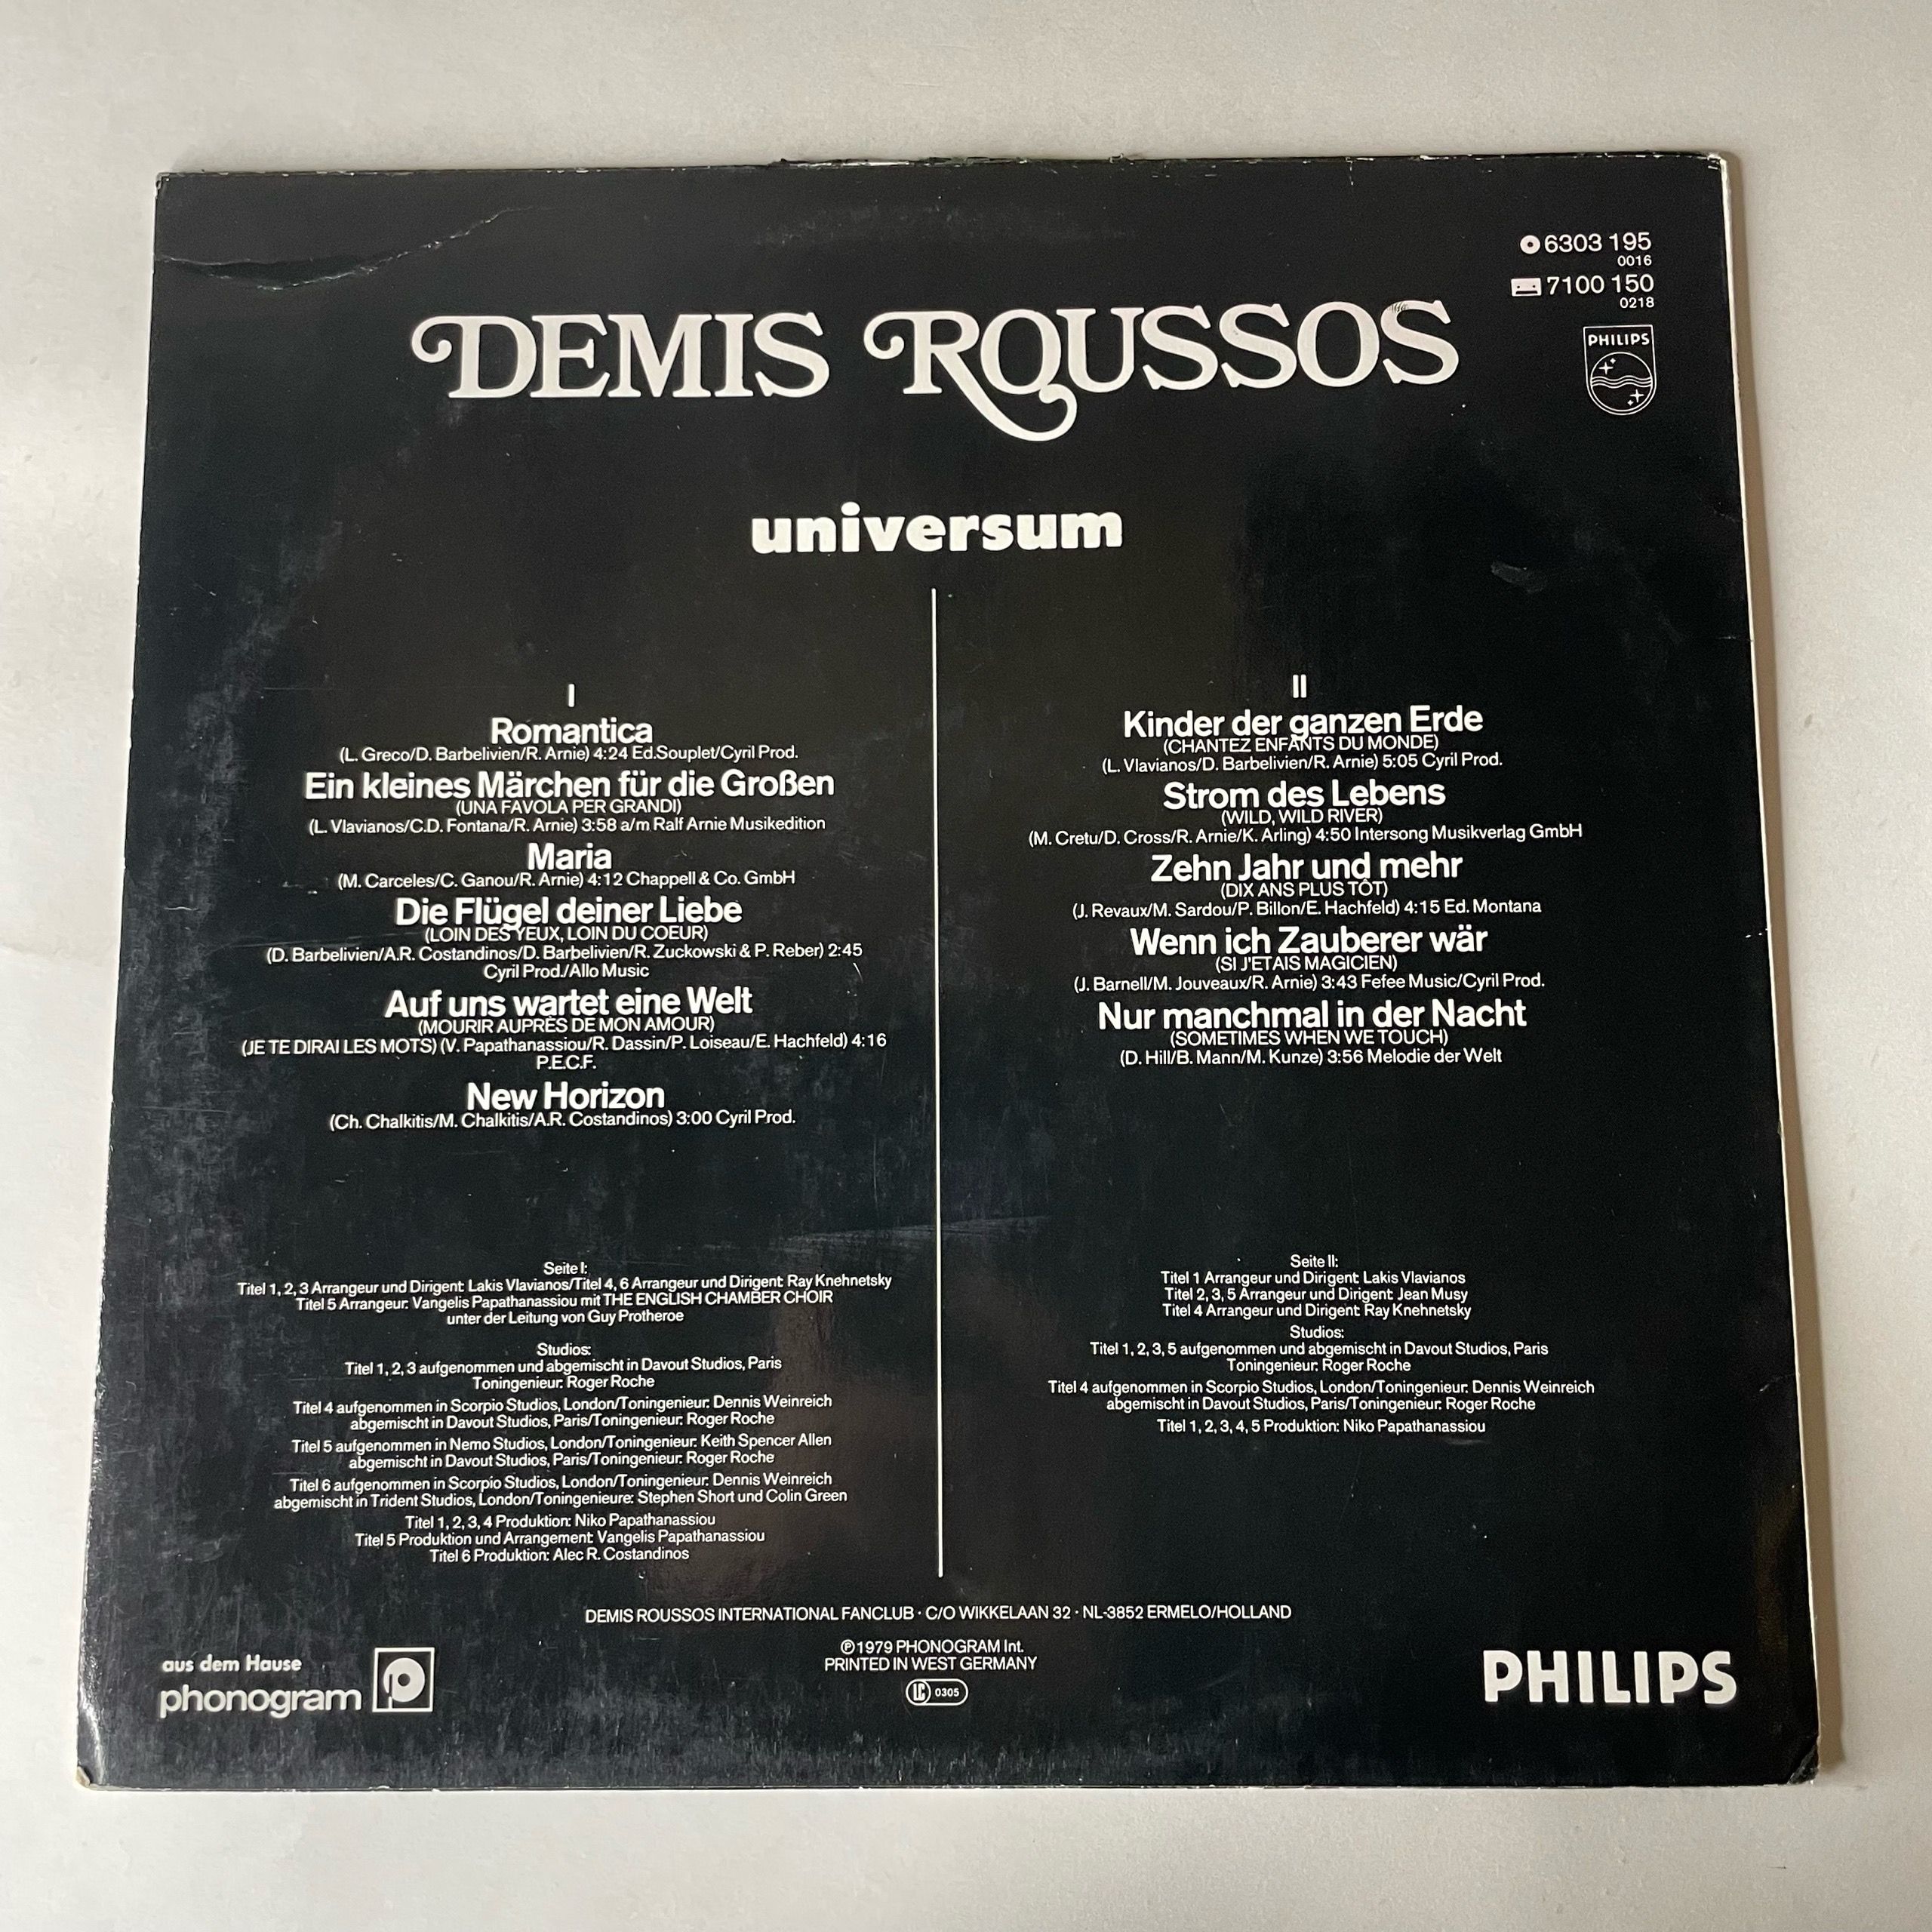 6303 195
0016
7100 150
0218
PHILIPS
DEMIS ROUSSOS
universum
I
Romantica
(L. Greco/D. Barbelivien/R. Arnie) 4:24 Ed.Souplet/Cyril Prod.
Ein kleines Märchen für die Großen
(UNA FAVOLA PER GRANDI)
(L. Vlavianos/C.D. Fontana/R. Arnie) 3:58 a/m Ralf Arnie Musikedition
Maria
(M. Carceles/C. Ganou/R. Arnie) 4:12 Chappell & Co. GmbH
Die Flügel deiner Liebe
(LOIN DES YEUX, LOIN DU COEUR)
(D. Barbelivien/A.R. Costandinos/D. Barbelivien/R. Zuckowski & P. Reber) 2:45
Cyril Prod./Allo Music
Auf uns wartet eine Welt
(MOURIR AUPRÈS DE MON AMOUR)
(JE TE DIRAI LES MOTS) (V. Papathanassiou/R. Dassin/P. Loiseau/E. Hachfeld) 4:16
P.E.C.F.
New Horizon
(Ch. Chalkitis/M. Chalkitis/A.R. Costandinos) 3:00 Cyril Prod.
Seite I:
Titel 1, 2, 3 Arrangeur und Dirigent: Lakis Vlavianos/Titel 4, 6 Arrangeur und Dirigent: Ray Knehnetsky
Titel 5 Arrangeur: Vangelis Papathanassiou mit THE ENGLISH CHAMBER CHOIR
unter der Leitung von Guy Protheroe
Studios:
Titel 1, 2, 3 aufgenommen und abgemischt in Davout Studios, Paris
Toningenieur: Roger Roche
Titel 4 aufgenommen in Scorpio Studios, London/Toningenieur: Dennis Weinreich
abgemischt in Davout Studios, Paris/Toningenieur: Roger Roche
Titel 5 aufgenommen in Nemo Studios, London/Toningenieur: Keith Spencer Allen
abgemischt in Davout Studios, Paris/Toningenieur: Roger Roche
Titel 6 aufgenommen in Scorpio Studios, London/Toningenieur: Dennis Weinreich
abgemischt in Trident Studios, London/Toningenieure: Stephen Short und Colin Green
Titel 1, 2, 3, 4 Produktion: Niko Papathanassiou
Titel 5 Produktion und Arrangement: Vangelis Papathanassiou
Titel 6 Produktion: Alec R. Costandinos
II
Kinder der ganzen Erde
(CHANTEZ ENFANTS DU MONDE)
(L. Vlavianos/D. Barbelivien/R. Arnie) 5:05 Cyril Prod.
Strom des Lebens
(WILD, WILD RIVER)
(M. Cretu/D. Cross/R. Arnie/K. Arling) 4:50 Intersong Musikverlag GmbH
Zehn Jahr und mehr
(DIX ANS PLUS TÔT)
(J. Revaux/M. Sardou/P. Billon/E. Hachfeld) 4:15 Ed. Montana
Wenn ich Zauberer wär
(SI J'ETAIS MAGICIEN)
(J. Barnell/M. Jouveaux/R. Arnie) 3:43 Fefee Music/Cyril Prod.
Nur manchmal in der Nacht
(SOMETIMES WHEN WE TOUCH)
(D. Hill/B. Mann/M. Kunze) 3:56 Melodie der Welt
Seite II:
Titel 1 Arrangeur und Dirigent: Lakis Vlavianos
Titel 2, 3, 5 Arrangeur und Dirigent: Jean Musy
Titel 4 Arrangeur und Dirigent: Ray Knehnetsky
Studios:
Titel 1, 2, 3, 5 aufgenommen und abgemischt in Davout Studios, Paris
Toningenieur: Roger Roche
Titel 4 aufgenommen in Scorpio Studios, London/Toningenieur: Dennis Weinreich
abgemischt in Davout Studios, Paris/Toningenieur: Roger Roche
Titel 1, 2, 3, 4, 5 Produktion: Niko Papathanassiou
DEMIS ROUSSOS INTERNATIONAL FANCLUB · C/O WIKKELAAN 32 · NL-3852 ERMELO/HOLLAND
℗ 1979 PHONOGRAM Int.
PRINTED IN WEST GERMANY
LC 0305
aus dem Hause
phonogram
PHILIPS